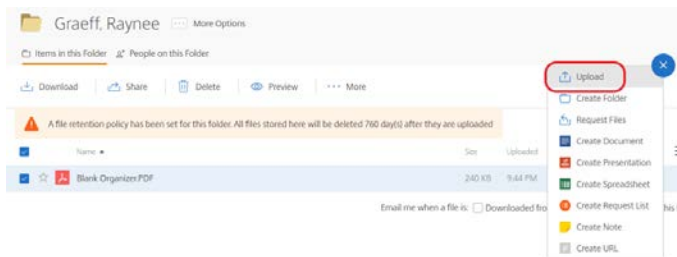 Graeff, Raynee ··· More Options
Items in this Folder People on this Folder
Download Share Delete Preview ··· More
A file retention policy has been set for this folder. All files stored here will be deleted 760 day(s) after they are uploaded
Name Size Uploaded
Blank Organizer.PDF 240 KB 9:44 PM
Email me when a file is: Downloaded fro
Upload
Create Folder
Request Files
Create Document
Create Presentation
Create Spreadsheet
Create Request List
Create Note
Create URL
his